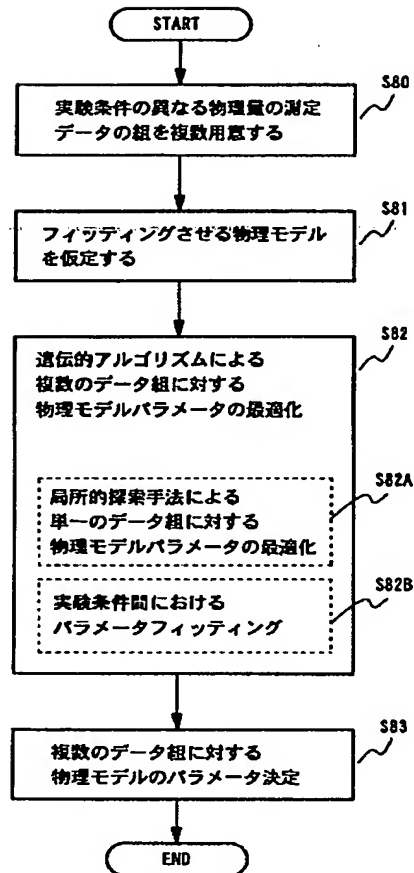 START
S80
実験条件の異なる物理量の測定
データの組を複数用意する
S81
フィッティングさせる物理モデル
を仮定する
S82
遺伝的アルゴリズムによる
複数のデータ組に対する
物理モデルパラメータの最適化
S82A
局所的探索手法による
単一のデータ組に対する
物理モデルパラメータの最適化
S82B
実験条件間における
パラメータフィッティング
S83
複数のデータ組に対する
物理モデルのパラメータ決定
END